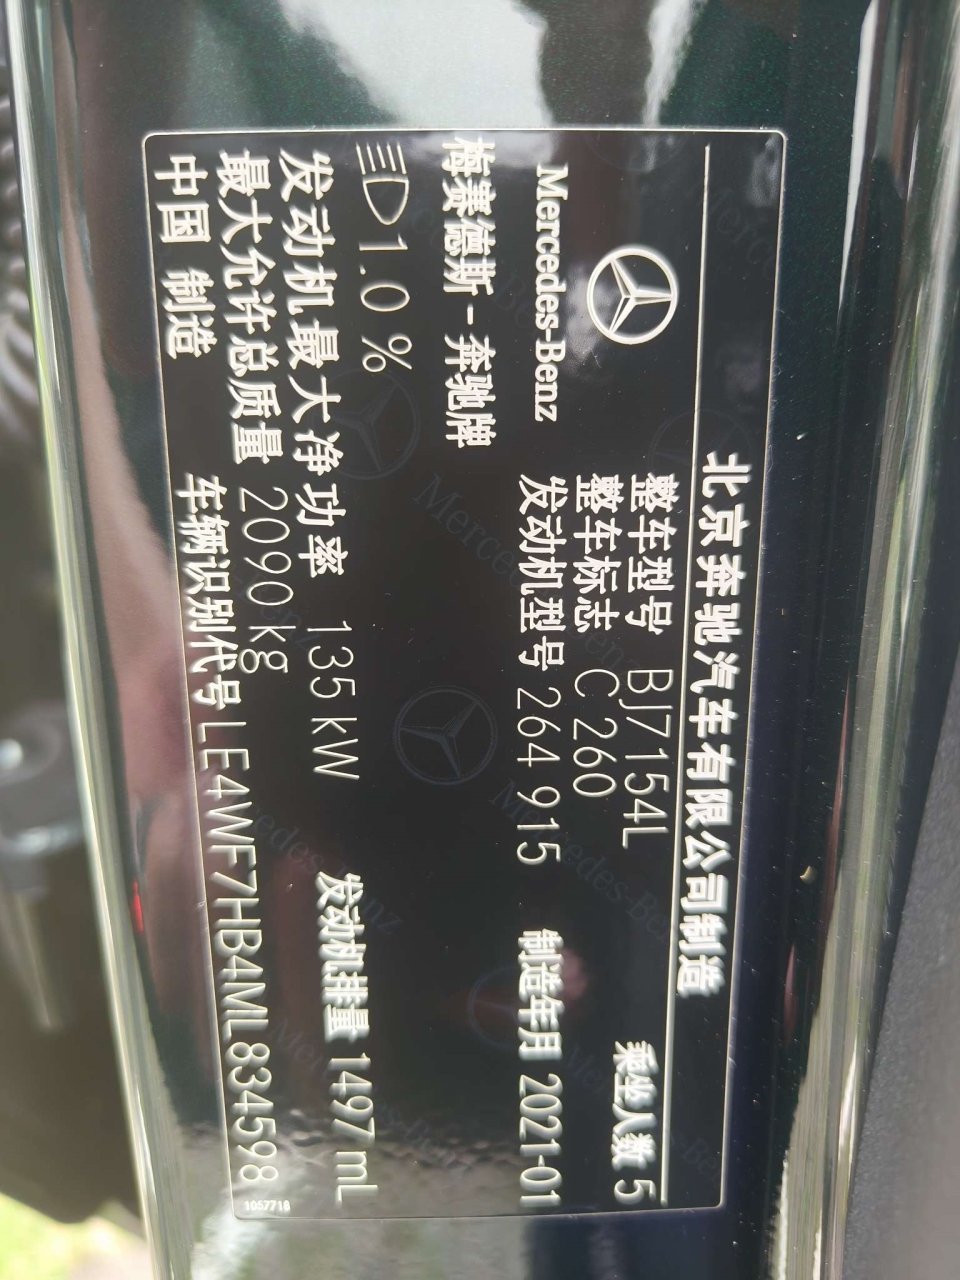 北京奔驰汽车有限公司制造
Mercedes-Benz
整车型号 BJ7154L
乘坐人数 5
整车标志 C 260
梅赛德斯-奔驰牌
发动机型号 264 915
制造年月 2021-01
1.0 %
发动机最大净功率 135 kW
发动机排量 1497 mL
最大允许总质量 2090 kg
中国 制造
车辆识别代号 LE4WF7HB4ML834598
1057718